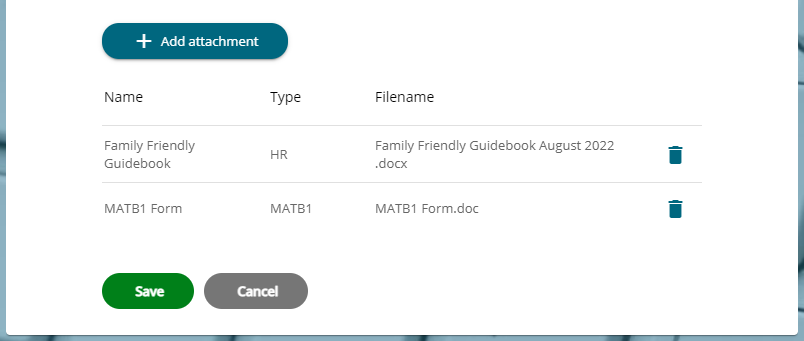 Add attachment
Name Type Filename
Family Friendly Guidebook August 2022
Family Friendly
HR
Guidebook
.docx
MATB1 Form MATB1 MATB1 Form.doc
Save Cancel